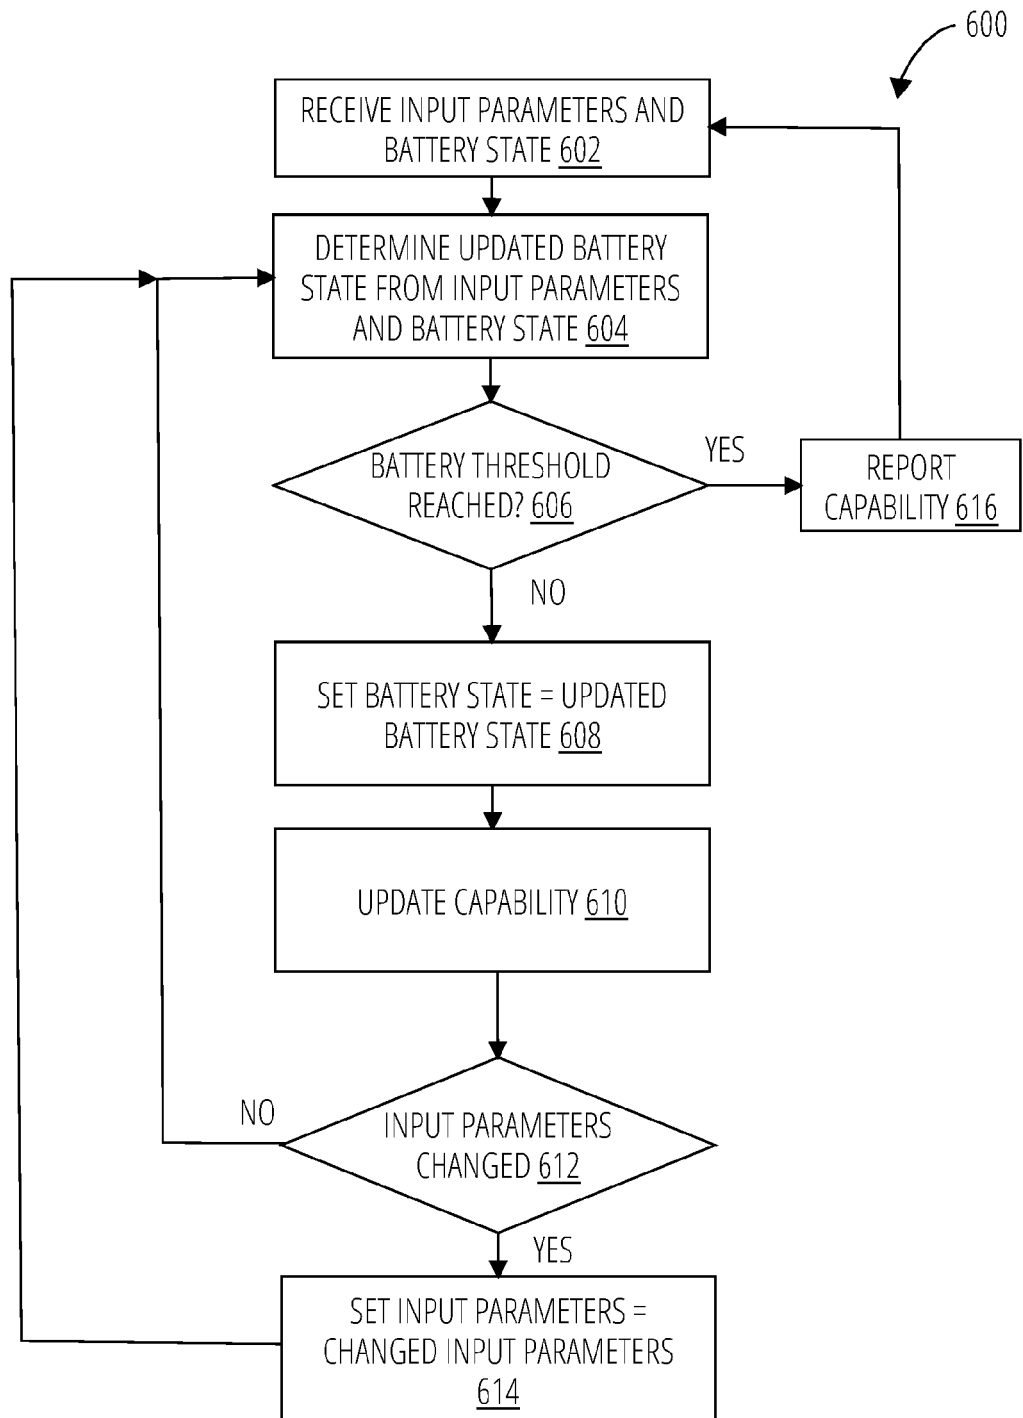 600
RECEIVE INPUT PARAMETERS AND
BATTERY STATE 602
DETERMINE UPDATED BATTERY
STATE FROM INPUT PARAMETERS
AND BATTERY STATE 604
BATTERY THRESHOLD
REACHED? 606
YES
REPORT
CAPABILITY 616
NO
SET BATTERY STATE = UPDATED
BATTERY STATE 608
UPDATE CAPABILITY 610
NO
INPUT PARAMETERS
CHANGED 612
YES
SET INPUT PARAMETERS =
CHANGED INPUT PARAMETERS
614